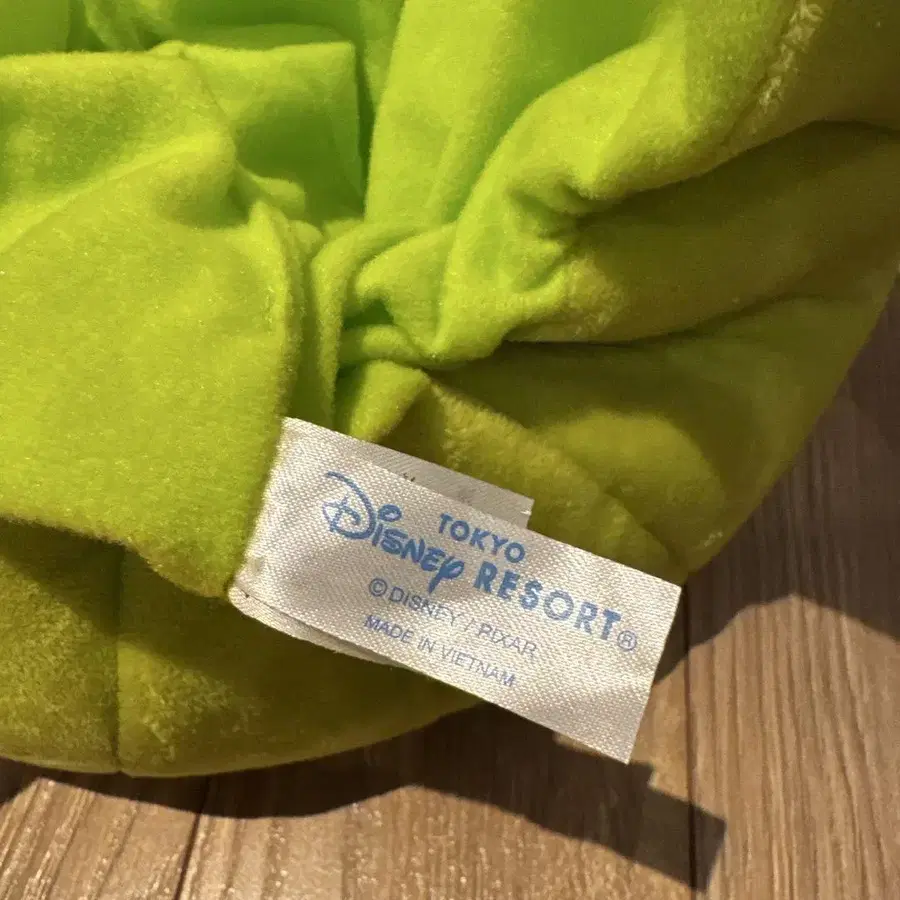 TOKYO
Disney RESORT®
© DISNEY / PIXAR
MADE IN VIETNAM